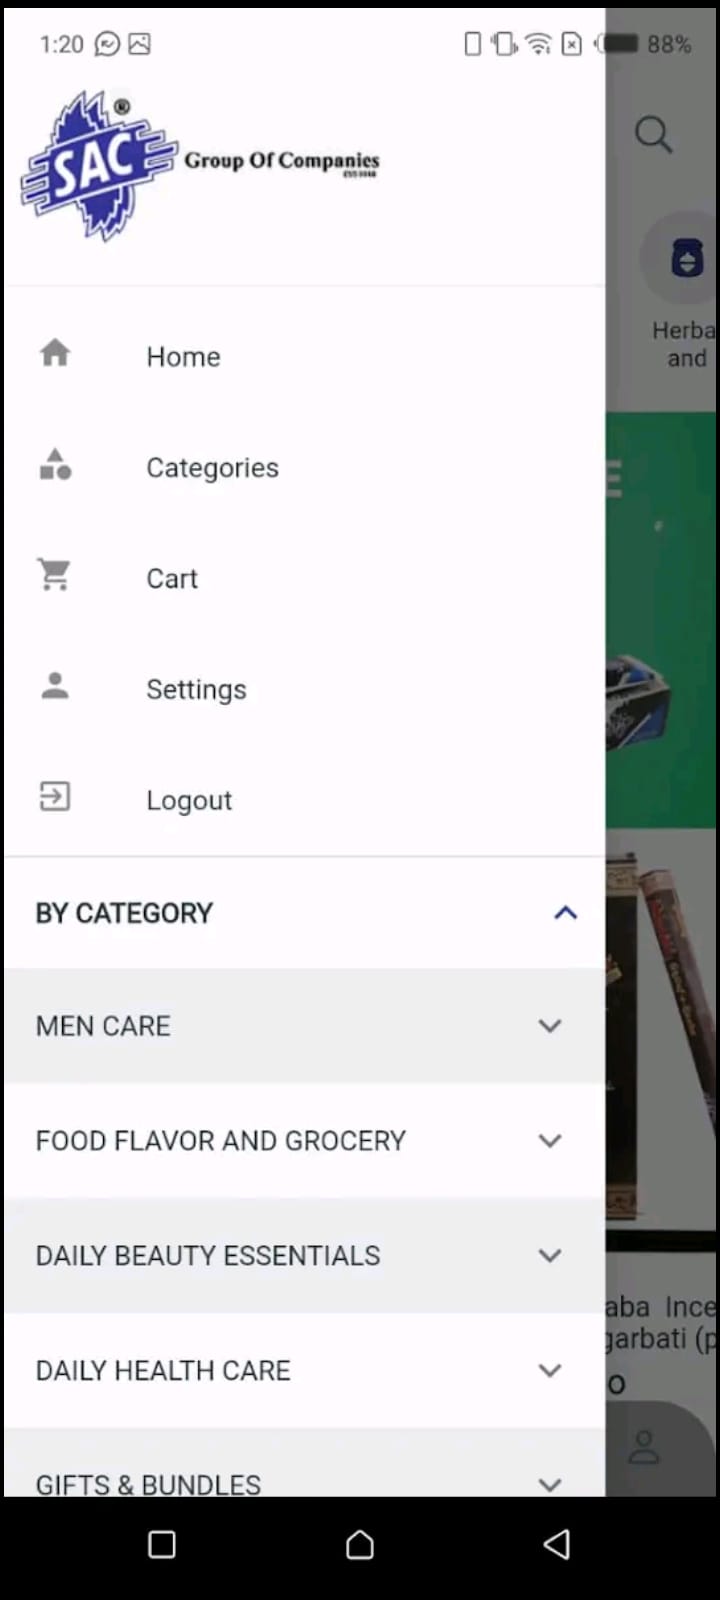 1:20
88%
SAC
®
Group Of Companies
Herba
and
Home
Categories
Cart
Settings
Logout
BY CATEGORY
MEN CARE
FOOD FLAVOR AND GROCERY
DAILY BEAUTY ESSENTIALS
DAILY HEALTH CARE
GIFTS & BUNDLES
E
aba Ince
garbati (p
0